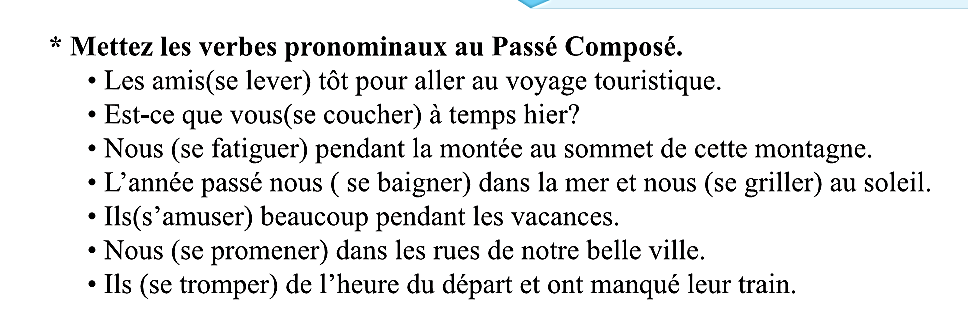 * Mettez les verbes pronominaux au Passé Composé.
• Les amis(se lever) tôt pour aller au voyage touristique.
• Est-ce que vous(se coucher) à temps hier?
• Nous (se fatiguer) pendant la montée au sommet de cette montagne.
• L’année passé nous ( se baigner) dans la mer et nous (se griller) au soleil.
• Ils(s’amuser) beaucoup pendant les vacances.
• Nous (se promener) dans les rues de notre belle ville.
• Ils (se tromper) de l’heure du départ et ont manqué leur train.